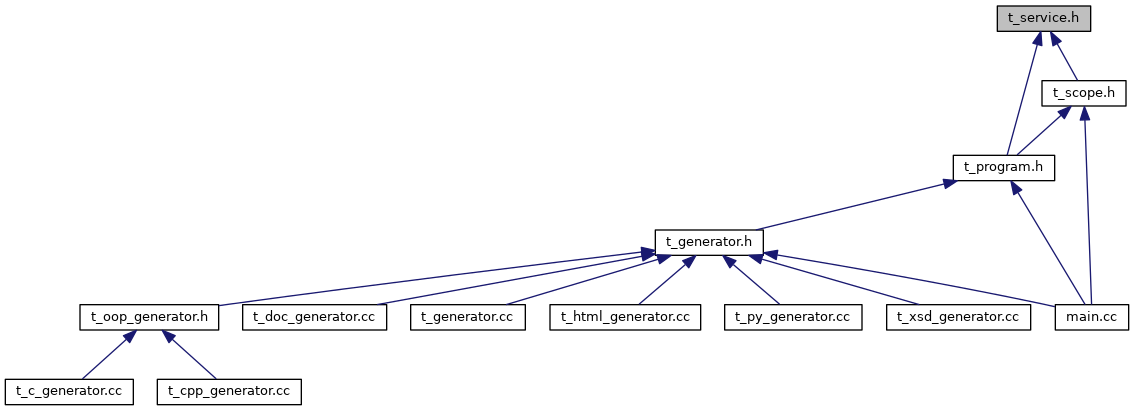 t_service.h
t_scope.h
t_program.h
t_generator.h
t_oop_generator.h
t_doc_generator.cc
t_generator.cc
t_html_generator.cc
t_py_generator.cc
t_xsd_generator.cc
main.cc
t_c_generator.cc
t_cpp_generator.cc